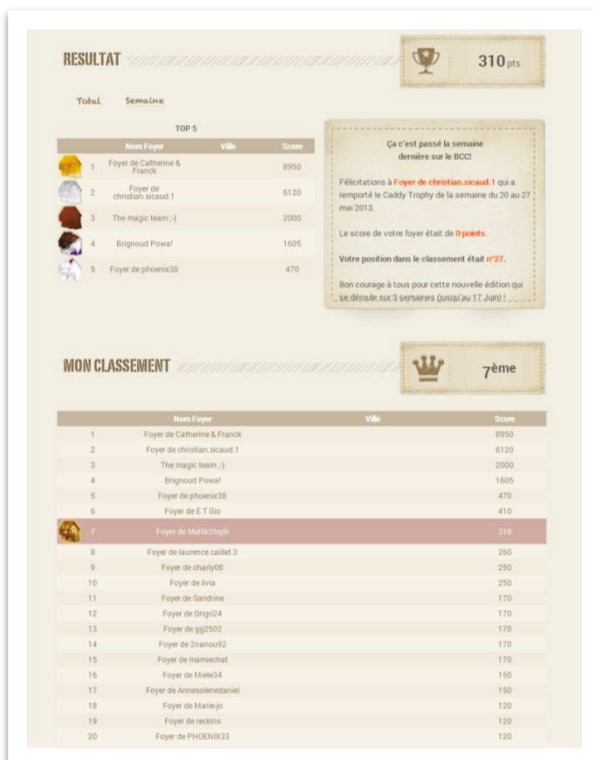 RESULTAT
310 pts
Total Semaine
TOP 5
Nom Foyer Ville Score
1 Foyer de Catherine & Franck 8950
2 Foyer de christian.sicaud.1 6120
3 The magic team ;-) 2000
4 Brignoud Powa! 1605
5 Foyer de phoenix38 470
Ça c'est passé la semaine
dernière sur le BCC!
Félicitations à Foyer de christian.sicaud.1 qui a
remporté le Caddy Trophy de la semaine du 20 au 27
mai 2013.
Le score de votre foyer était de 0 points.
Votre position dans le classement était n°27.
Bon courage à tous pour cette nouvelle édition qui
se déroule sur 3 semaines (jusqu'au 17 Juin) !
MON CLASSEMENT
7ème
Nom Foyer Ville Score
1 Foyer de Catherine & Franck 8950
2 Foyer de christian.sicaud.1 6120
3 The magic team ;-) 2000
4 Brignoud Powa! 1605
5 Foyer de phoenix38 470
6 Foyer de E.T Gio 410
7 Foyer de Matt&Steph 310
8 Foyer de laurence.caillet.3 260
9 Foyer de charly08 250
10 Foyer de livia 250
11 Foyer de Sandrine 170
12 Foyer de Grigri24 170
13 Foyer de gg2502 170
14 Foyer de 2nanou92 170
15 Foyer de mamiechat 170
16 Foyer de Miele34 150
17 Foyer de Annesolenedaniel 150
18 Foyer de Marie-jo 120
19 Foyer de reckins 120
20 Foyer de PHOENIX33 120